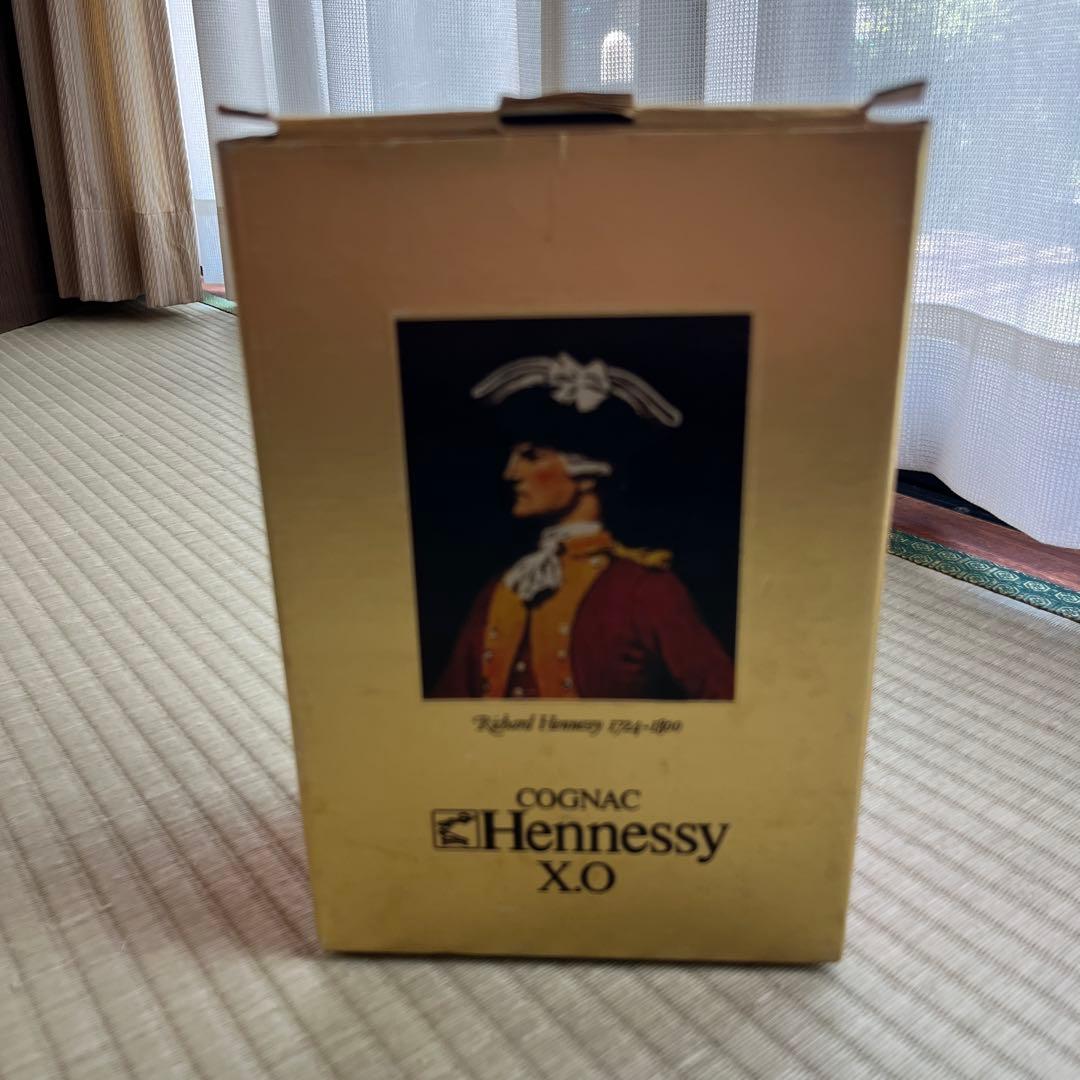 Richard Hennessy 1724-1800
COGNAC
Hennessy
X.O